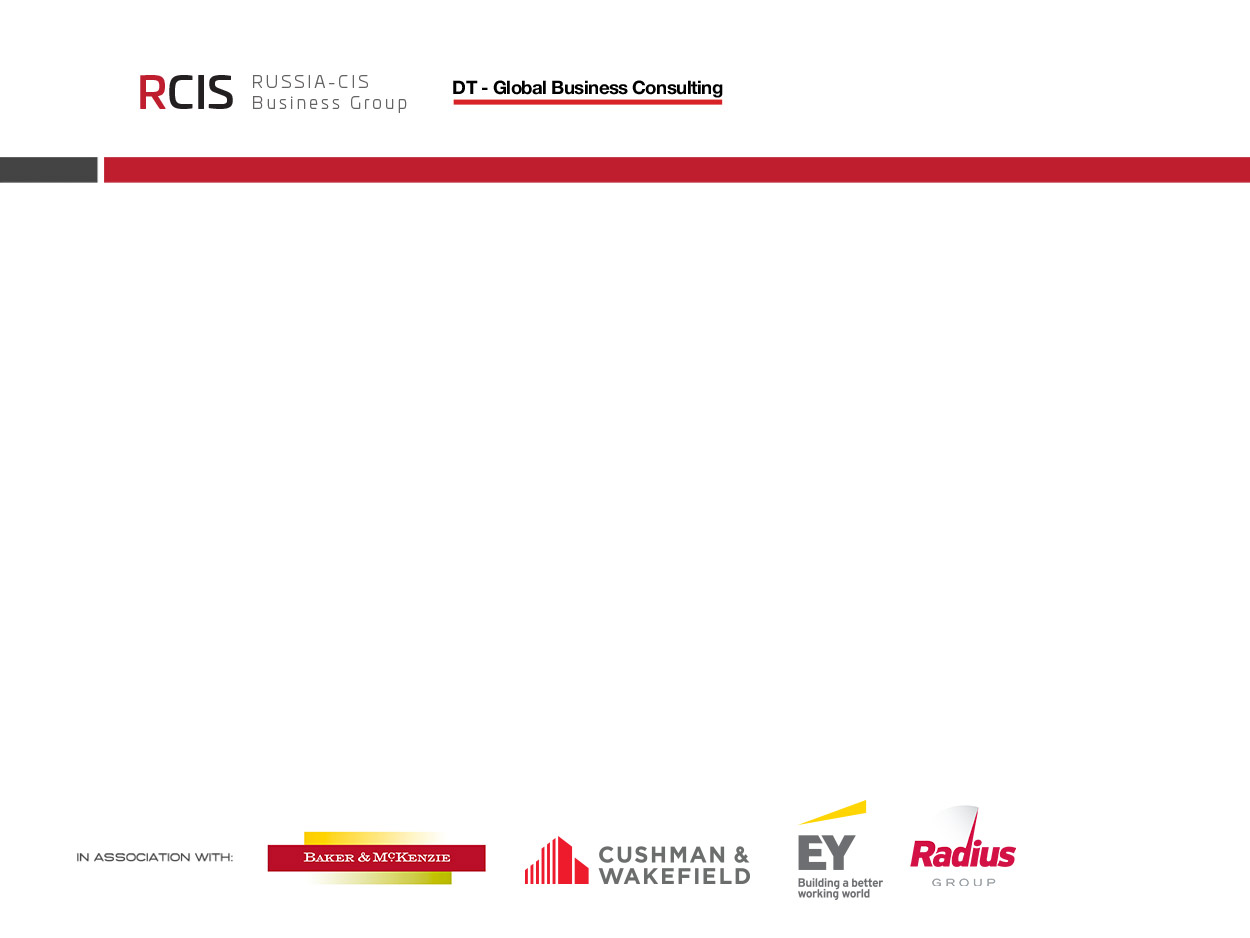 RCIS
RUSSIA-CIS
Business Group
DT - Global Business Consulting
IN ASSOCIATION WITH:
BAKER & McKENZIE
CUSHMAN &
WAKEFIELD
EY
Building a better
working world
Radius
GROUP